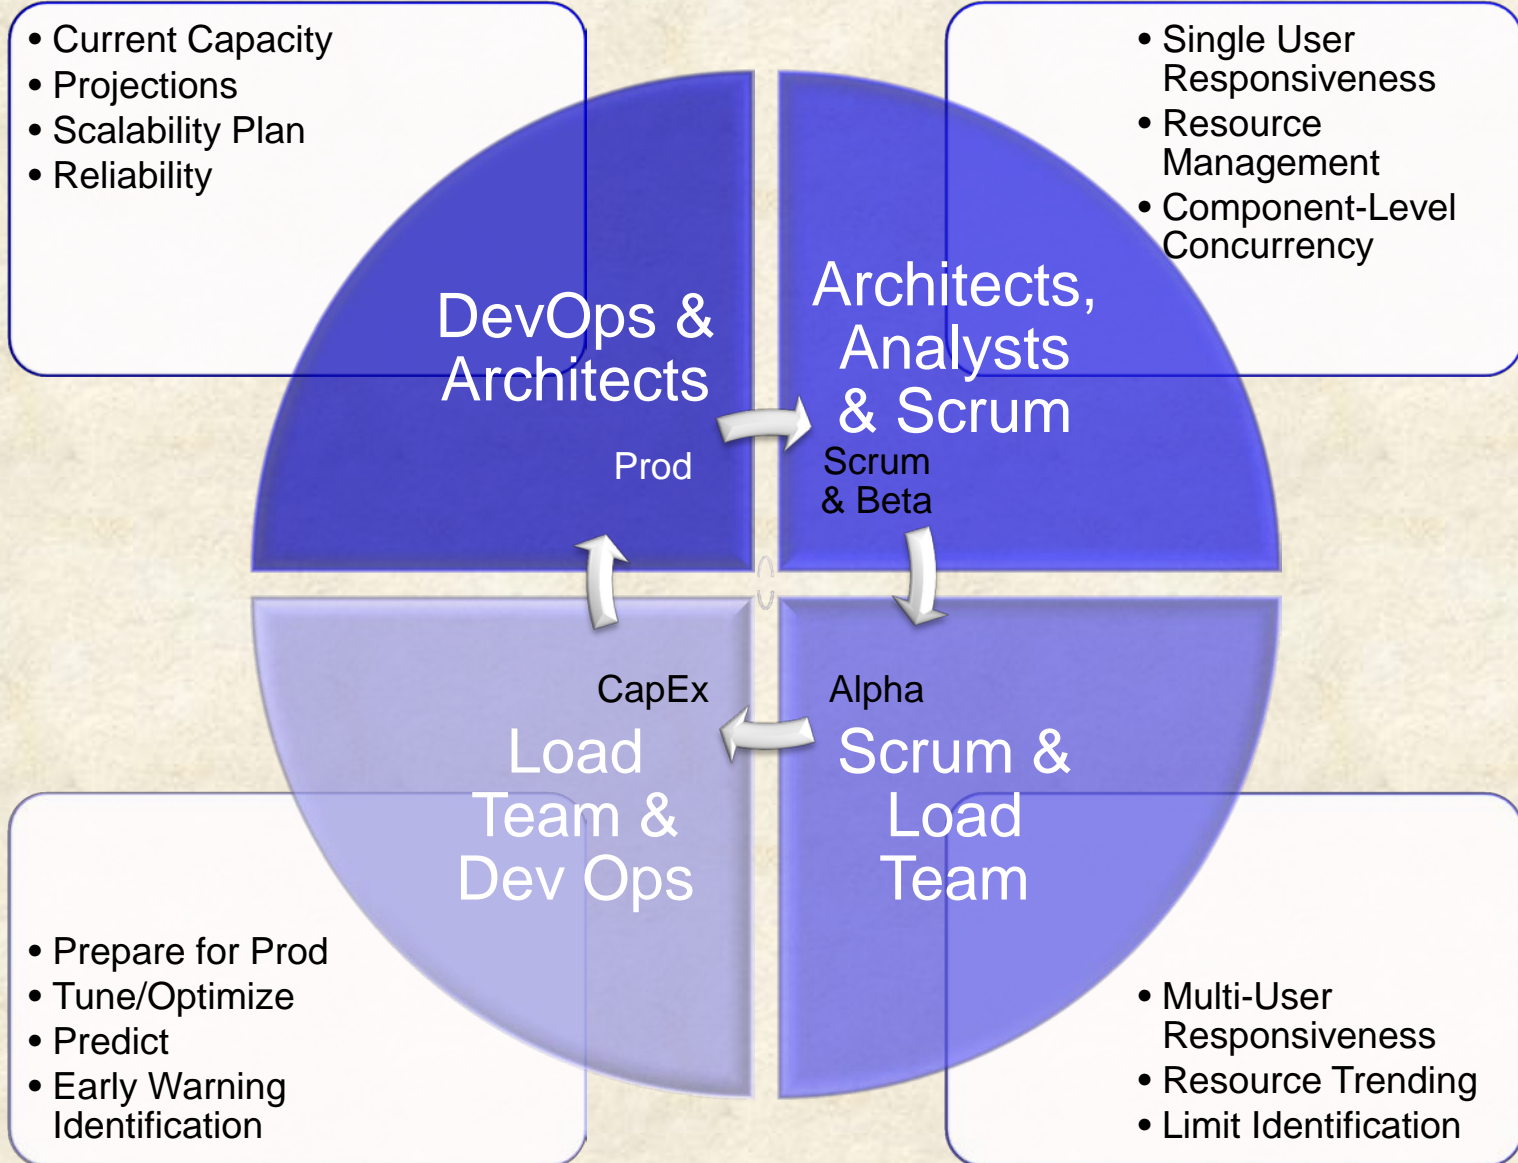 • Current Capacity
• Projections
• Scalability Plan
• Reliability
• Single User
Responsiveness
• Resource
Management
• Component-Level
Concurrency
DevOps &
Architects
Prod
Architects,
Analysts
& Scrum
Scrum
& Beta
CapEx
Load
Team &
Dev Ops
Alpha
Scrum &
Load
Team
• Prepare for Prod
• Tune/Optimize
• Predict
• Early Warning
Identification
• Multi-User
Responsiveness
• Resource Trending
• Limit Identification